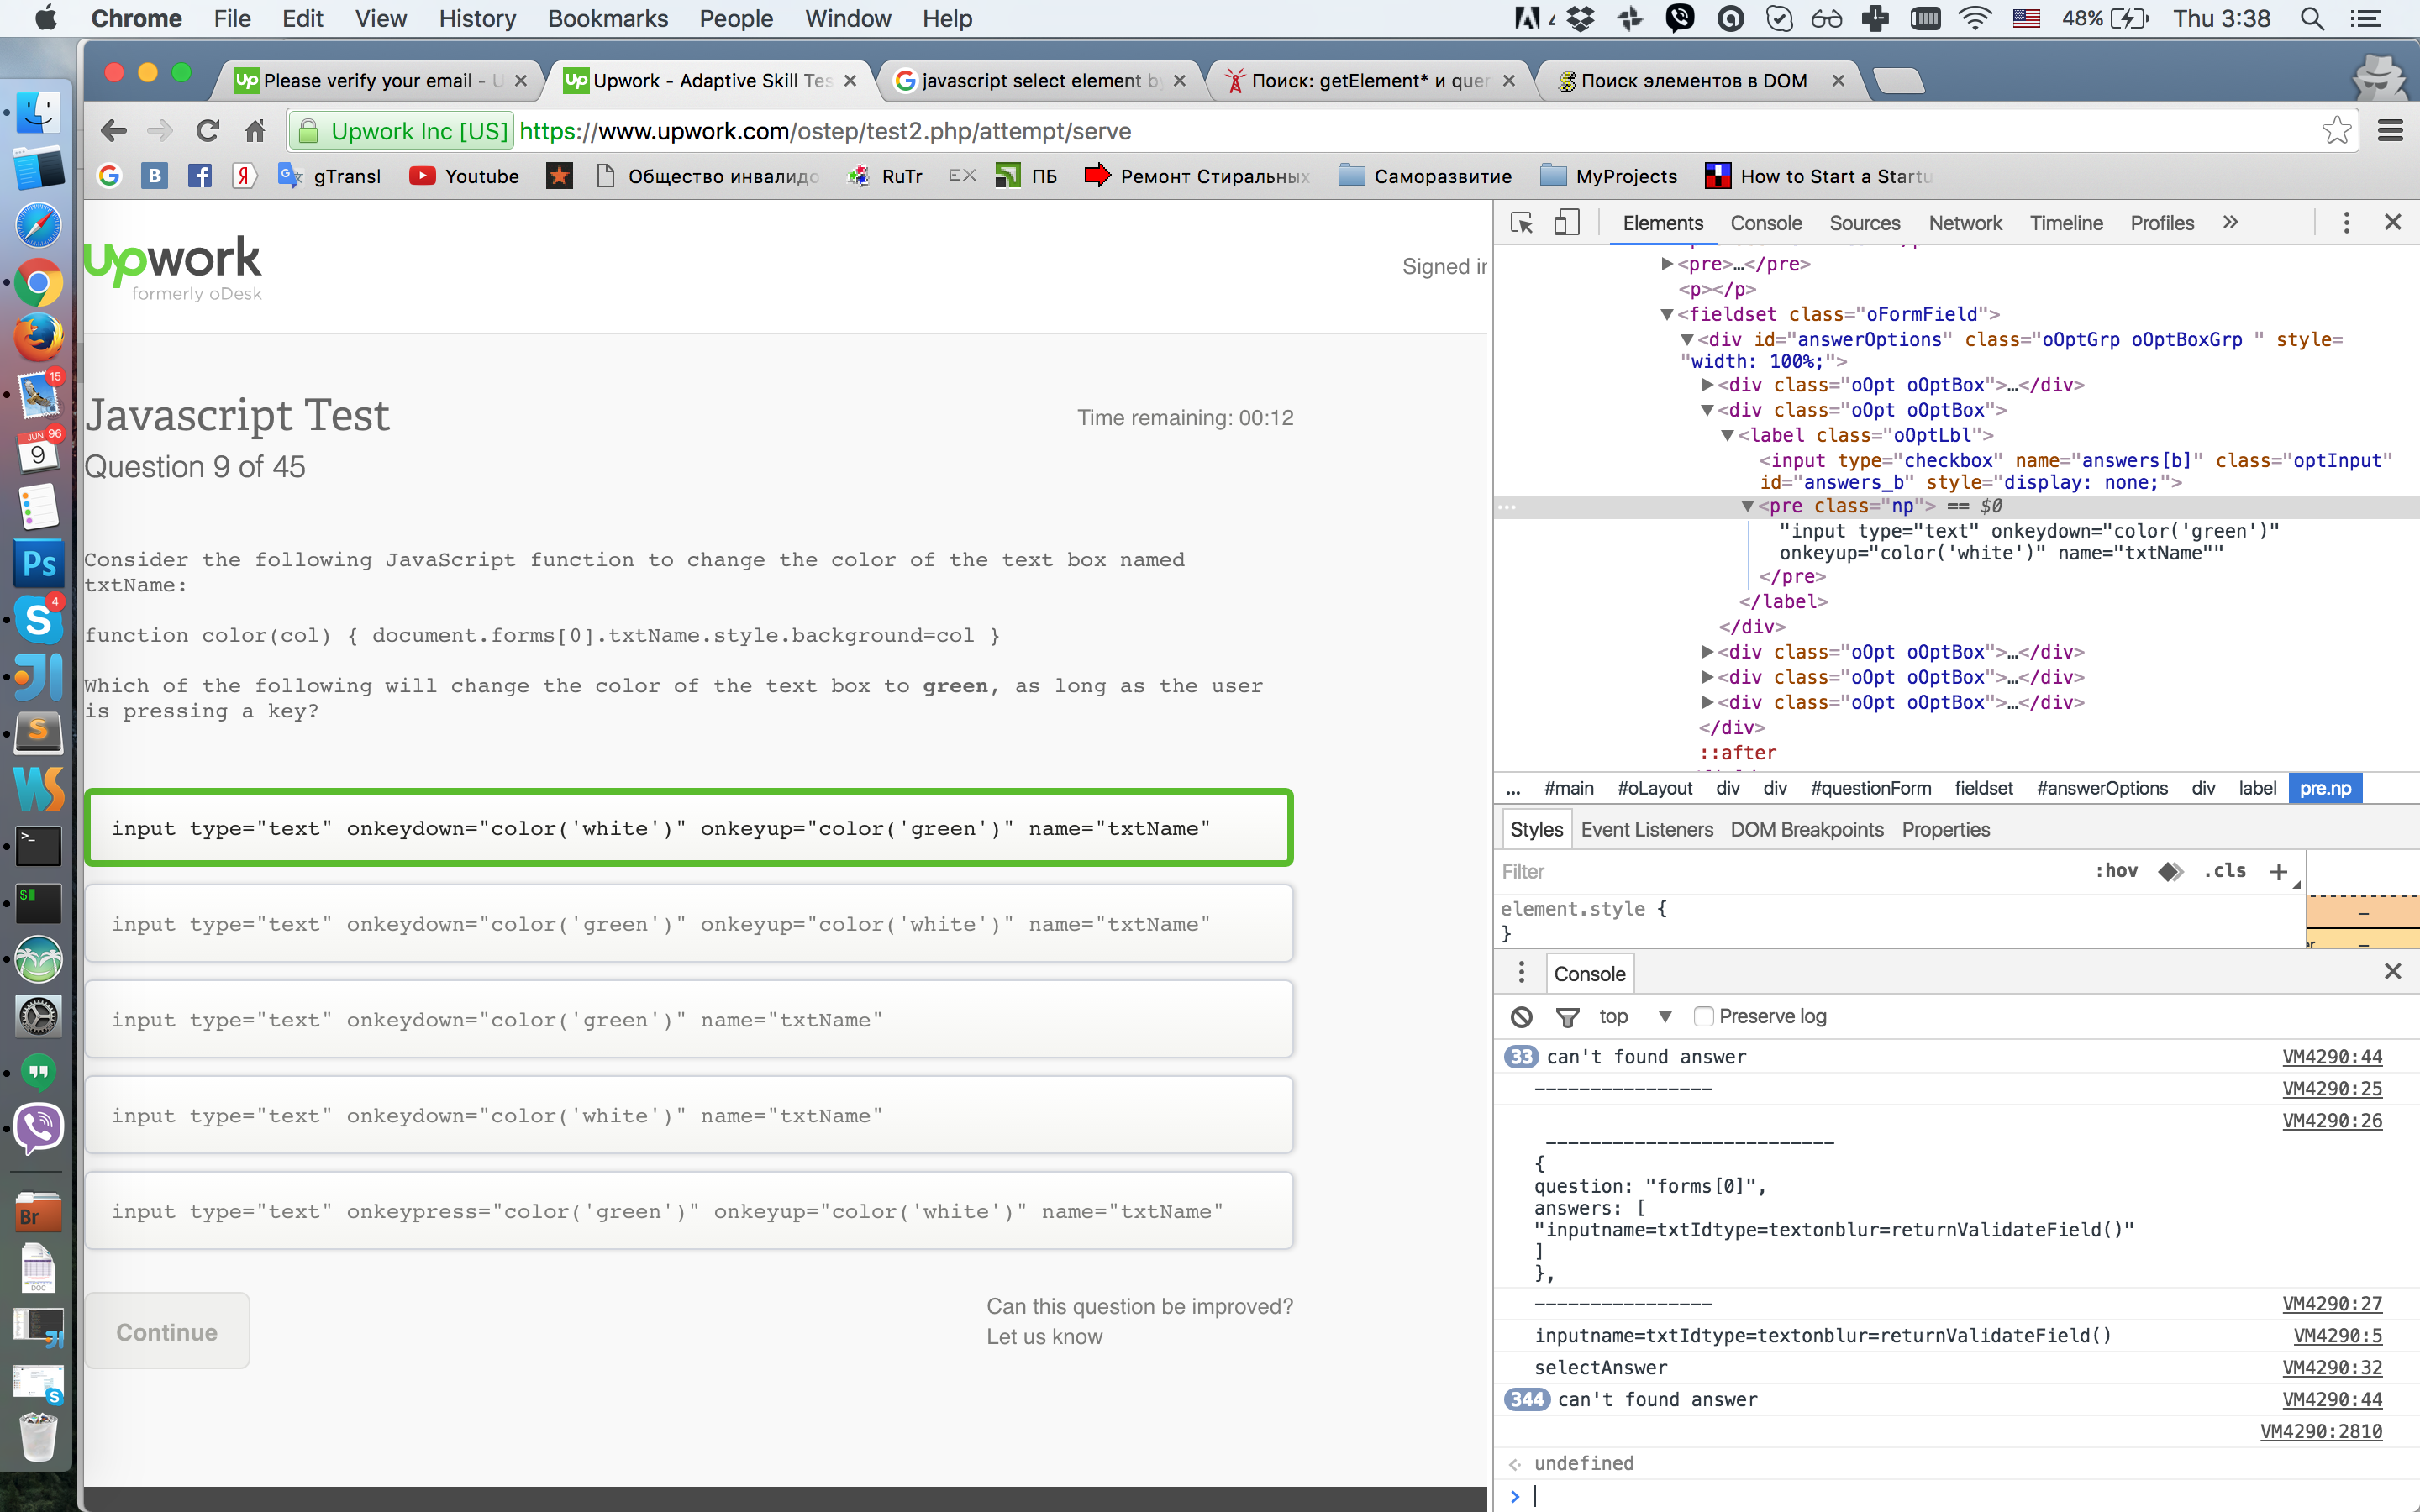 Chrome File Edit View History Bookmarks People Window Help
48% Thu 3:38
Please verify your email - U
Upwork - Adaptive Skill Tes
javascript select element by
Поиск: getElement* и quer
Поиск элементов в DOM
Upwork Inc [US] https://www.upwork.com/ostep/test2.php/attempt/serve
gTransl Youtube Общество инвалидо RuTr EX ПБ Ремонт Стиральных Саморазвитие MyProjects How to Start a Startu
upwork
formerly oDesk
Signed in
Javascript Test
Time remaining: 00:12
Question 9 of 45
Consider the following JavaScript function to change the color of the text box named
txtName:
function color(col) { document.forms[0].txtName.style.background=col }
Which of the following will change the color of the text box to green, as long as the user
is pressing a key?
input type="text" onkeydown="color('white')" onkeyup="color('green')" name="txtName"
input type="text" onkeydown="color('green')" onkeyup="color('white')" name="txtName"
input type="text" onkeydown="color('green')" name="txtName"
input type="text" onkeydown="color('white')" name="txtName"
input type="text" onkeypress="color('green')" onkeyup="color('white')" name="txtName"
Continue
Can this question be improved?
Let us know
Elements Console Sources Network Timeline Profiles »
<pre>…</pre>
<p></p>
<fieldset class="oFormField">
<div id="answerOptions" class="oOptGrp oOptBoxGrp " style=
"width: 100%;">
<div class="oOpt oOptBox">…</div>
<div class="oOpt oOptBox">
<label class="oOptLbl">
<input type="checkbox" name="answers[b]" class="optInput"
id="answers_b" style="display: none;">
<pre class="np"> == $0
"input type="text" onkeydown="color('green')"
onkeyup="color('white')" name="txtName""
</pre>
</label>
</div>
<div class="oOpt oOptBox">…</div>
<div class="oOpt oOptBox">…</div>
<div class="oOpt oOptBox">…</div>
</div>
::after
... #main #oLayout div div #questionForm fieldset #answerOptions div label pre.np
Styles Event Listeners DOM Breakpoints Properties
Filter :hov .cls +
element.style {
}
Console
top Preserve log
33 can't found answer VM4290:44
---------------- VM4290:25
VM4290:26
--------------------------
{
question: "forms[0]",
answers: [
"inputname=txtIdtype=textonblur=returnValidateField()"
]
},
---------------- VM4290:27
inputname=txtIdtype=textonblur=returnValidateField() VM4290:5
selectAnswer VM4290:32
344 can't found answer VM4290:44
VM4290:2810
undefined
15
JUN 96
9
Ps
4
S
JI
S
WS
>_
$
Br
DOC
JI
S